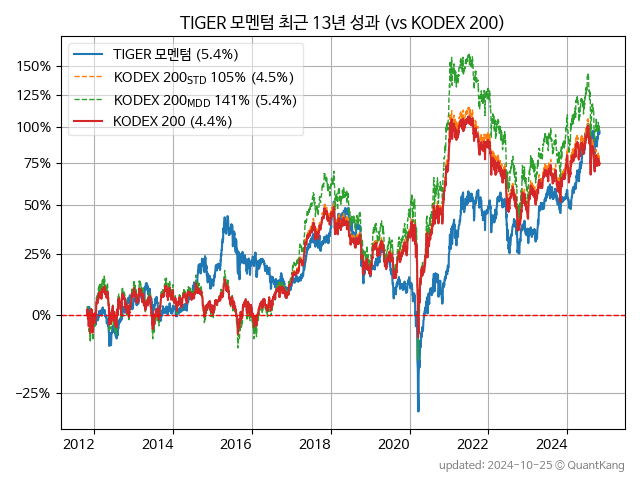 TIGER 모멘텀 최근 13년 성과 (vs KODEX 200)
TIGER 모멘텀 (5.4%)
KODEX 200STD 105% (4.5%)
KODEX 200MDD 141% (5.4%)
KODEX 200 (4.4%)
150%
125%
100%
75%
50%
25%
0%
−25%
2012 2014 2016 2018 2020 2022 2024
updated: 2024-10-25 ⓒ QuantKang